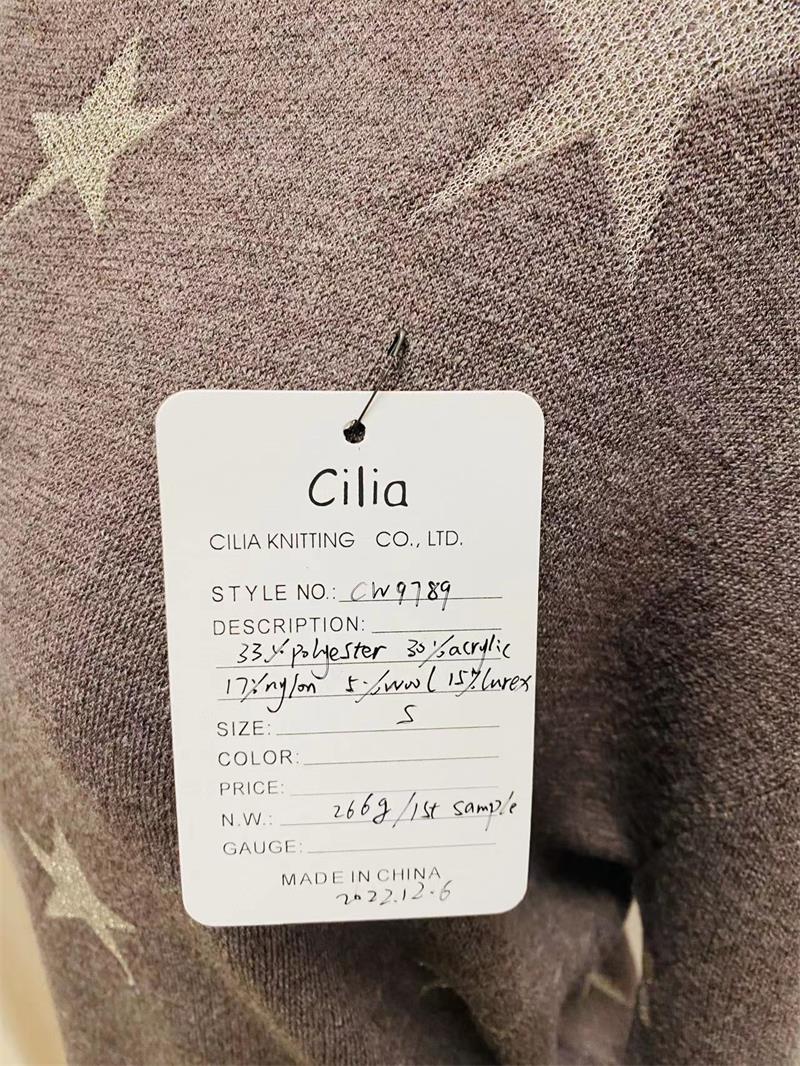 Cilia
CILIA KNITTING CO., LTD.
STYLE NO.: CW9789
DESCRIPTION:
33% polyester 30% acrylic
17% nylon 5% wool 15% lurex
SIZE: S
COLOR:
PRICE:
N.W.: 266g/1st sample
GAUGE:
MADE IN CHINA
2022.12.6